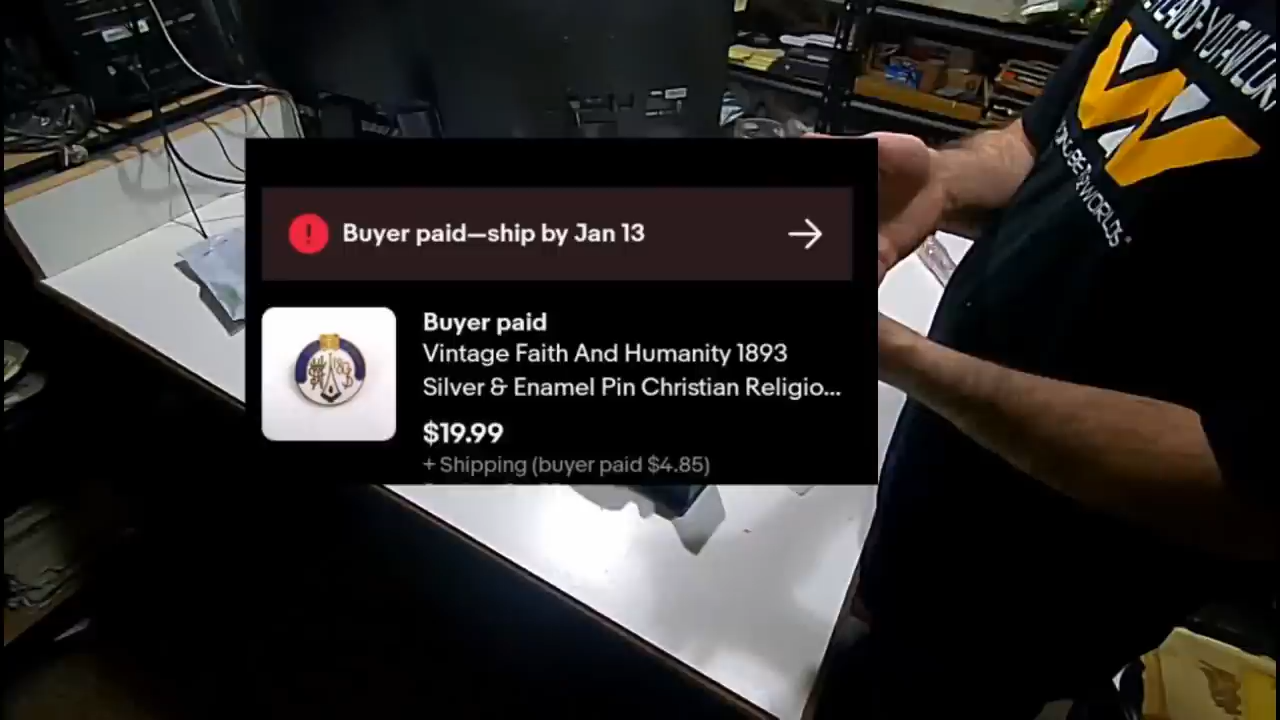 Buyer paid—ship by Jan 13
Buyer paid
Vintage Faith And Humanity 1893
Silver & Enamel Pin Christian Religio...
$19.99
+ Shipping (buyer paid $4.85)
W
WORLDS